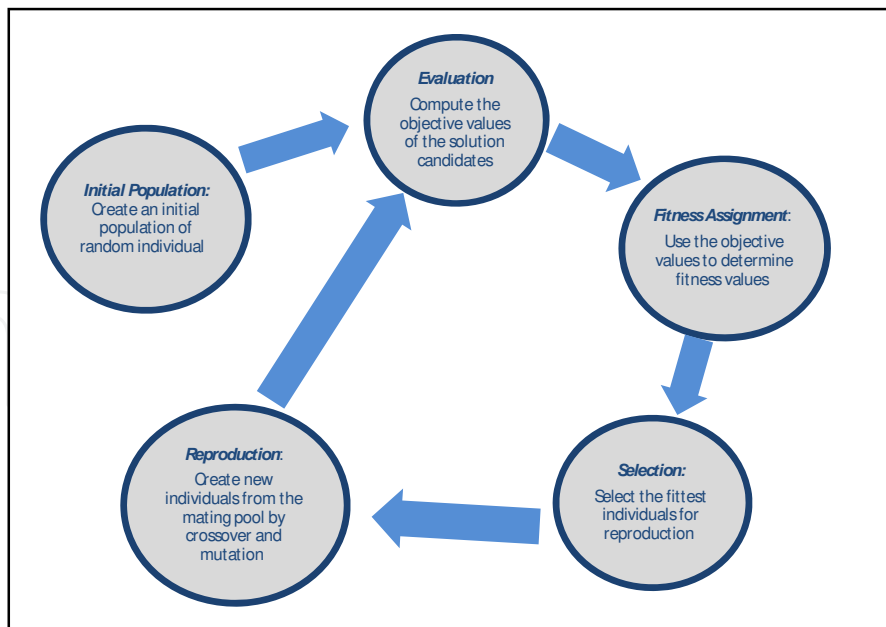 Evaluation
Compute the
objective values
of the solution
candidates
Initial Population:
Create an initial
population of
random individual
Fitness Assignment:
Use the objective
values to determine
fitness values
Selection:
Select the fittest
individuals for
reproduction
Reproduction:
Create new
individuals from the
mating pool by
crossover and
mutation